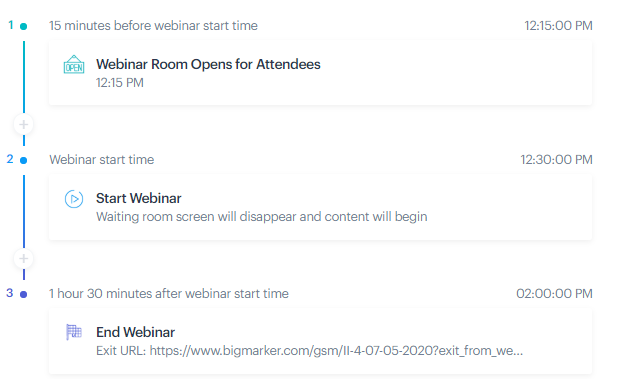 1 15 minutes before webinar start time 12:15:00 PM
OPEN Webinar Room Opens for Attendees
12:15 PM
+
2 Webinar start time 12:30:00 PM
Start Webinar
Waiting room screen will disappear and content will begin
+
3 1 hour 30 minutes after webinar start time 02:00:00 PM
End Webinar
Exit URL: https://www.bigmarker.com/gsm/II-4-07-05-2020?exit_from_we...